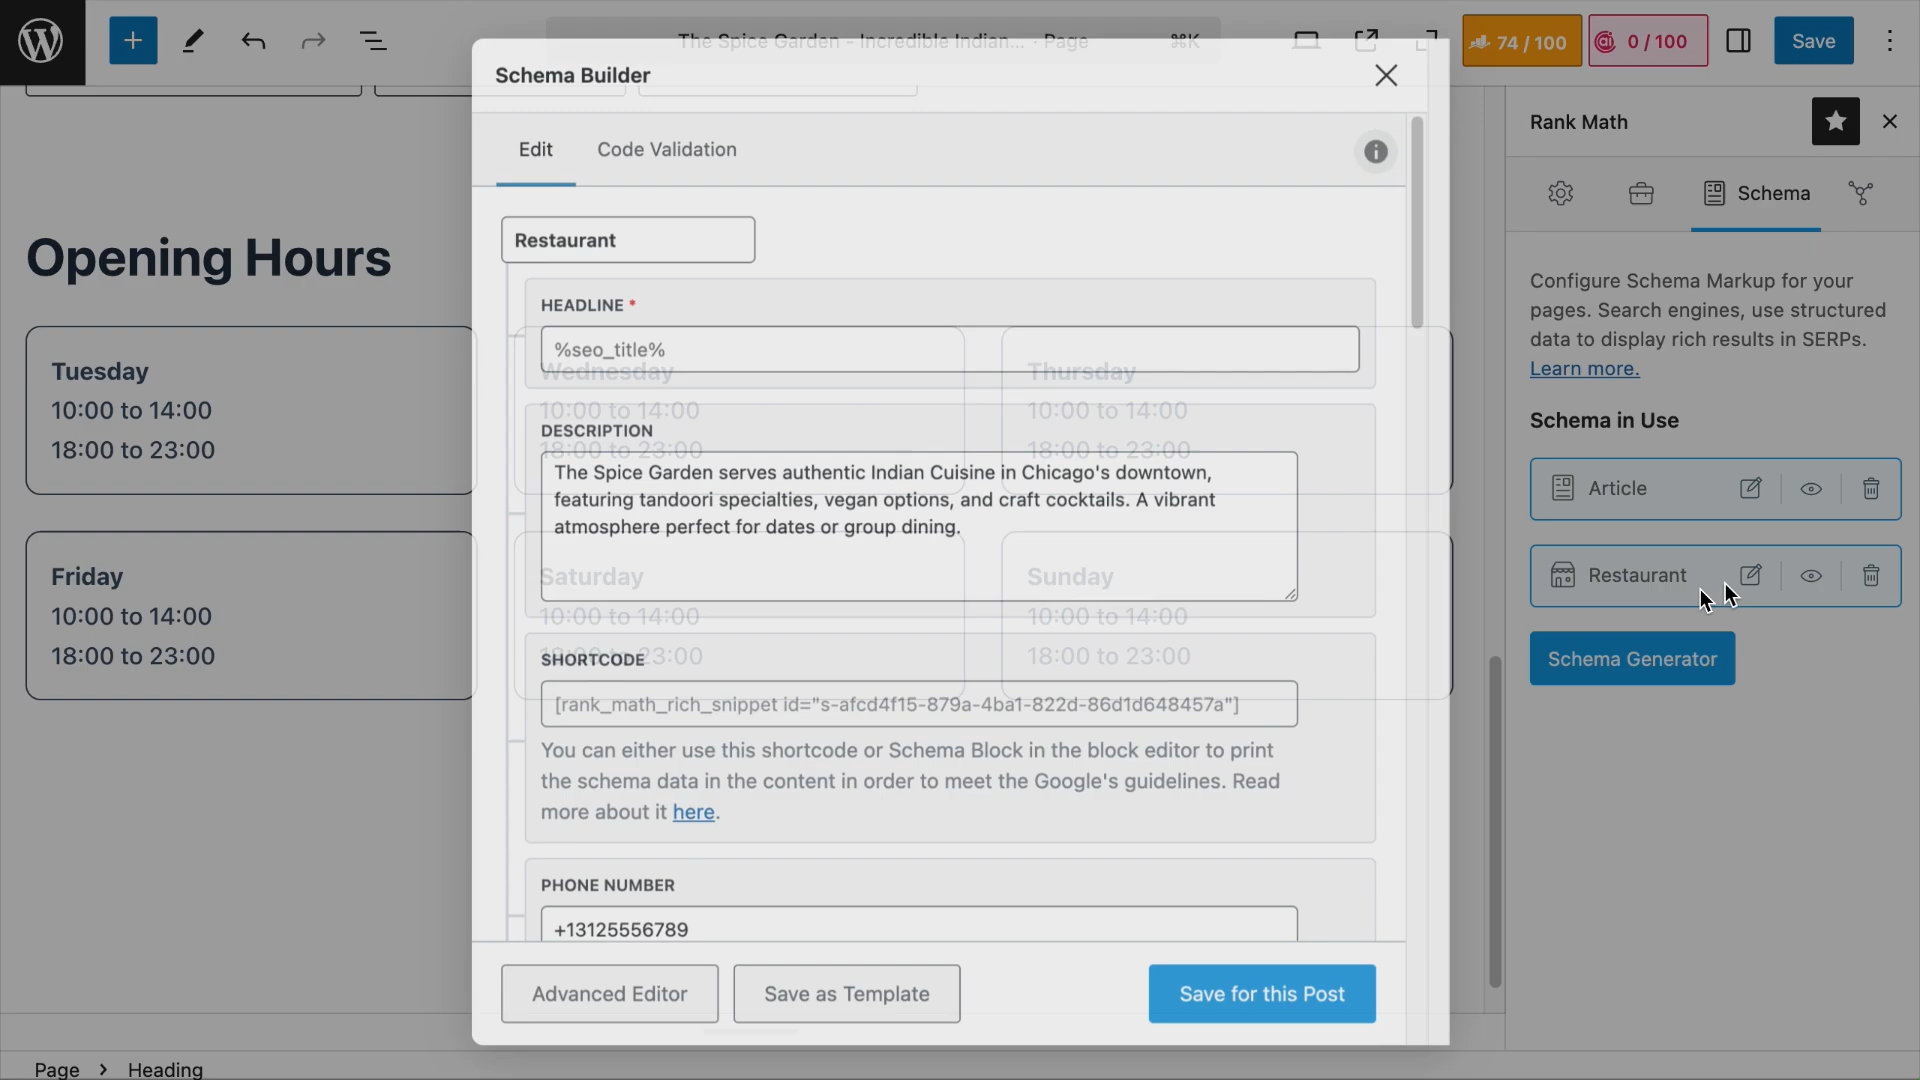 The Spice Garden - Incredible Indian... · Page ⌘K
74 / 100
0 / 100
Save
Schema Builder
Edit
Code Validation
Restaurant
HEADLINE *
%seo_title%
DESCRIPTION
The Spice Garden serves authentic Indian Cuisine in Chicago's downtown,
featuring tandoori specialties, vegan options, and craft cocktails. A vibrant
atmosphere perfect for dates or group dining.
SHORTCODE
[rank_math_rich_snippet id="s-afcd4f15-879a-4ba1-822d-86d1d648457a"]
You can either use this shortcode or Schema Block in the block editor to print
the schema data in the content in order to meet the Google's guidelines. Read
more about it here.
PHONE NUMBER
+13125556789
Advanced Editor
Save as Template
Save for this Post
Opening Hours
Tuesday
10:00 to 14:00
18:00 to 23:00
Wednesday
10:00 to 14:00
18:00 to 23:00
Thursday
10:00 to 14:00
18:00 to 23:00
Friday
10:00 to 14:00
18:00 to 23:00
Saturday
10:00 to 14:00
18:00 to 23:00
Sunday
10:00 to 14:00
18:00 to 23:00
Rank Math
Schema
Configure Schema Markup for your
pages. Search engines, use structured
data to display rich results in SERPs.
Learn more.
Schema in Use
Article
Restaurant
Schema Generator
Page > Heading